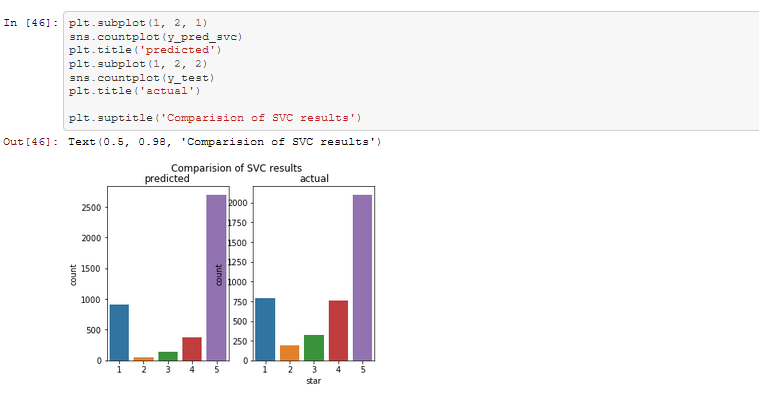 In [46]: plt.subplot(1, 2, 1)
sns.countplot(y_pred_svc)
plt.title('predicted')
plt.subplot(1, 2, 2)
sns.countplot(y_test)
plt.title('actual')
plt.suptitle('Comparision of SVC results')
Out[46]: Text(0.5, 0.98, 'Comparision of SVC results')
Comparision of SVC results
predicted
actual
2500
2000
1500
1000
500
0
count
1 2 3 4 5
2000
1750
1500
1250
1000
750
500
250
0
count
1 2 3 4 5
star